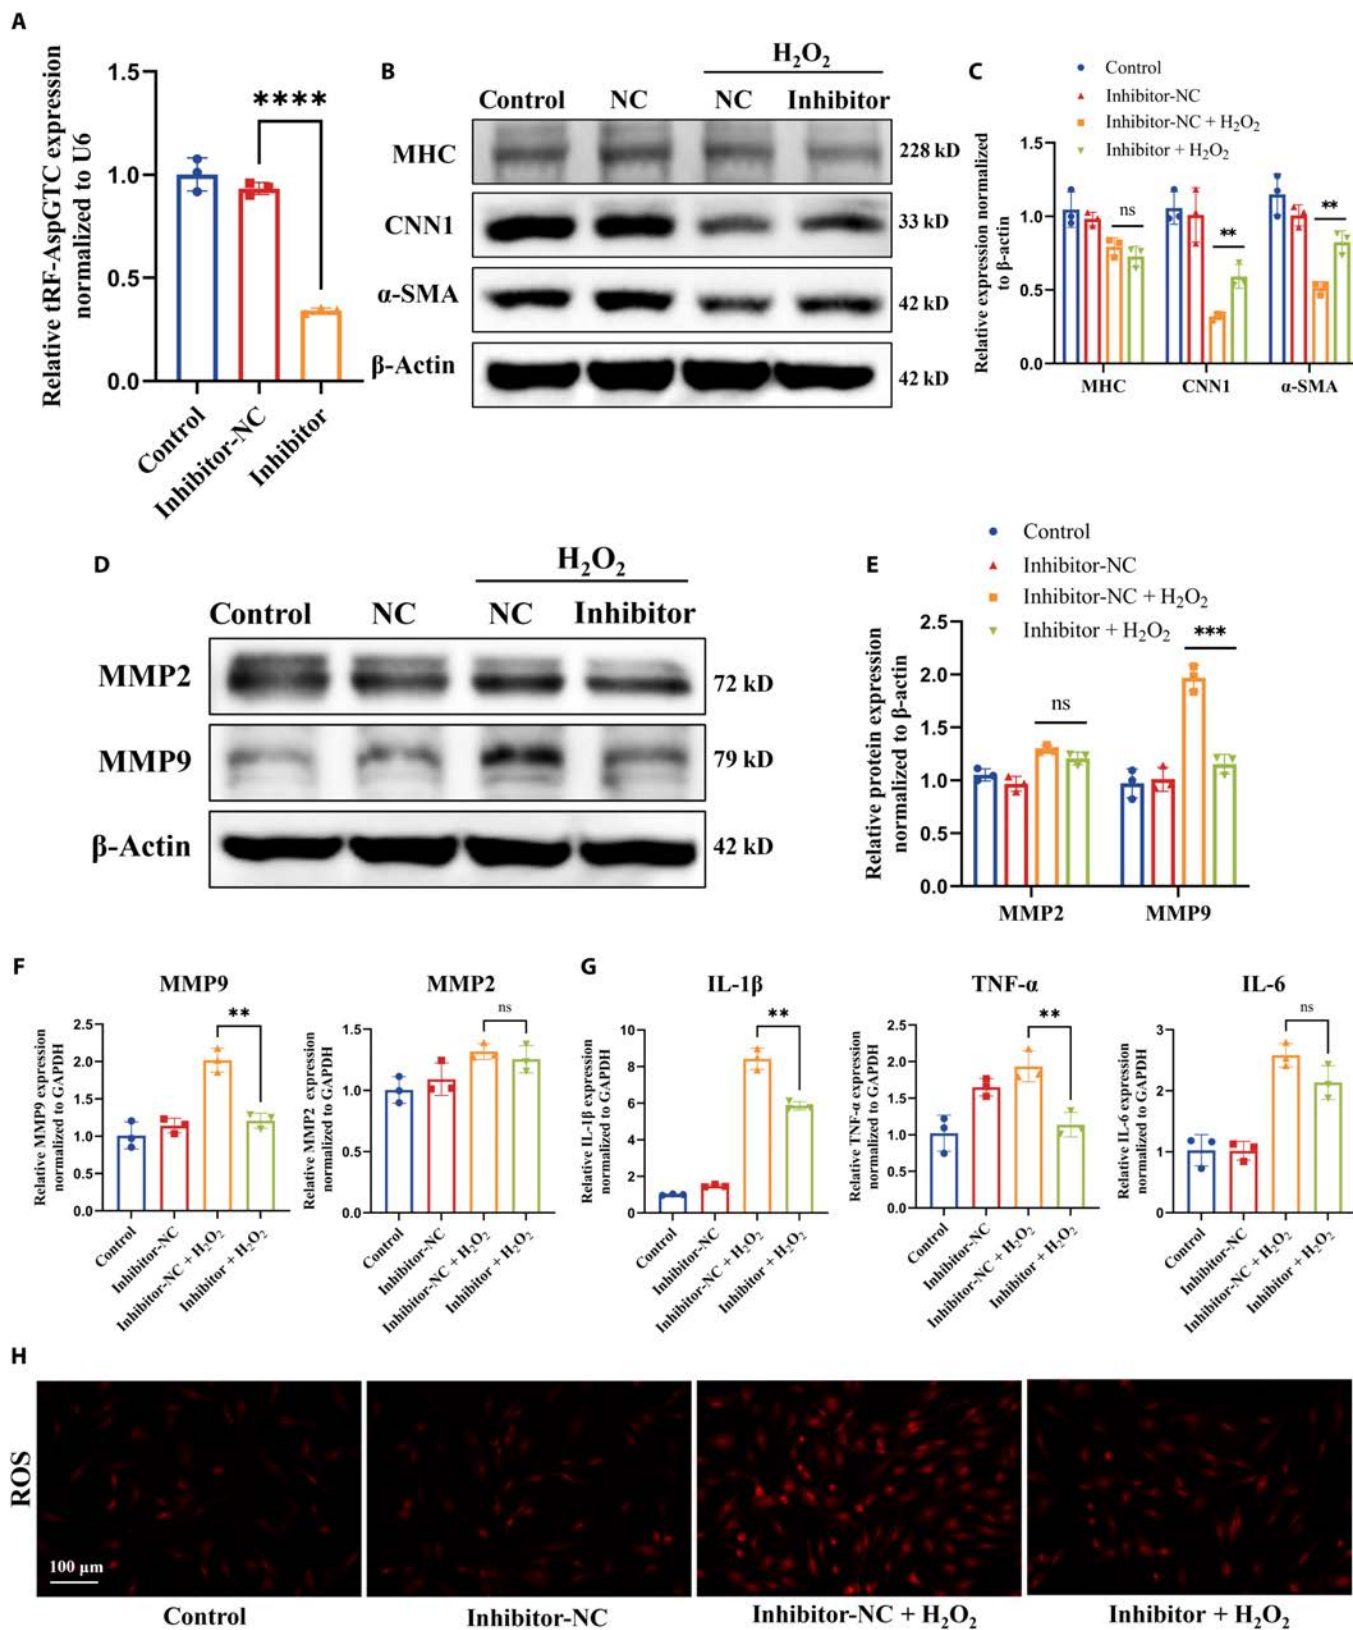 A
Relative tRF-AspGTC expression
normalized to U6
1.5
1.0
0.5
0.0
****
Control
Inhibitor-NC
Inhibitor
B
H₂O₂
Control NC NC Inhibitor
MHC 228 kD
CNN1 33 kD
α-SMA 42 kD
β-Actin 42 kD
C
Control
Inhibitor-NC
Inhibitor-NC + H₂O₂
Inhibitor + H₂O₂
Relative expression normalized
to β-actin
1.5
1.0
0.5
0.0
ns
**
**
MHC CNN1 α-SMA
D
H₂O₂
Control NC NC Inhibitor
MMP2 72 kD
MMP9 79 kD
β-Actin 42 kD
E
Control
Inhibitor-NC
Inhibitor-NC + H₂O₂
Inhibitor + H₂O₂
Relative protein expression
normalized to β-actin
2.5
2.0
1.5
1.0
0.5
0.0
ns
***
MMP2 MMP9
F
MMP9
Relative MMP9 expression
normalized to GAPDH
2.5
2.0
1.5
1.0
0.5
0.0
**
Control
Inhibitor-NC
Inhibitor-NC + H₂O₂
Inhibitor + H₂O₂
MMP2
Relative MMP2 expression
normalized to GAPDH
1.5
1.0
0.5
0.0
ns
Control
Inhibitor-NC
Inhibitor-NC + H₂O₂
Inhibitor + H₂O₂
G
IL-1β
Relative IL-1β expression
normalized to GAPDH
10
8
6
4
2
0
**
Control
Inhibitor-NC
Inhibitor-NC + H₂O₂
Inhibitor + H₂O₂
TNF-α
Relative TNF-α expression
normalized to GAPDH
2.5
2.0
1.5
1.0
0.5
0.0
**
Control
Inhibitor-NC
Inhibitor-NC + H₂O₂
Inhibitor + H₂O₂
IL-6
Relative IL-6 expression
normalized to GAPDH
3
2
1
0
ns
Control
Inhibitor-NC
Inhibitor-NC + H₂O₂
Inhibitor + H₂O₂
H
ROS
100 μm
Control Inhibitor-NC Inhibitor-NC + H₂O₂ Inhibitor + H₂O₂